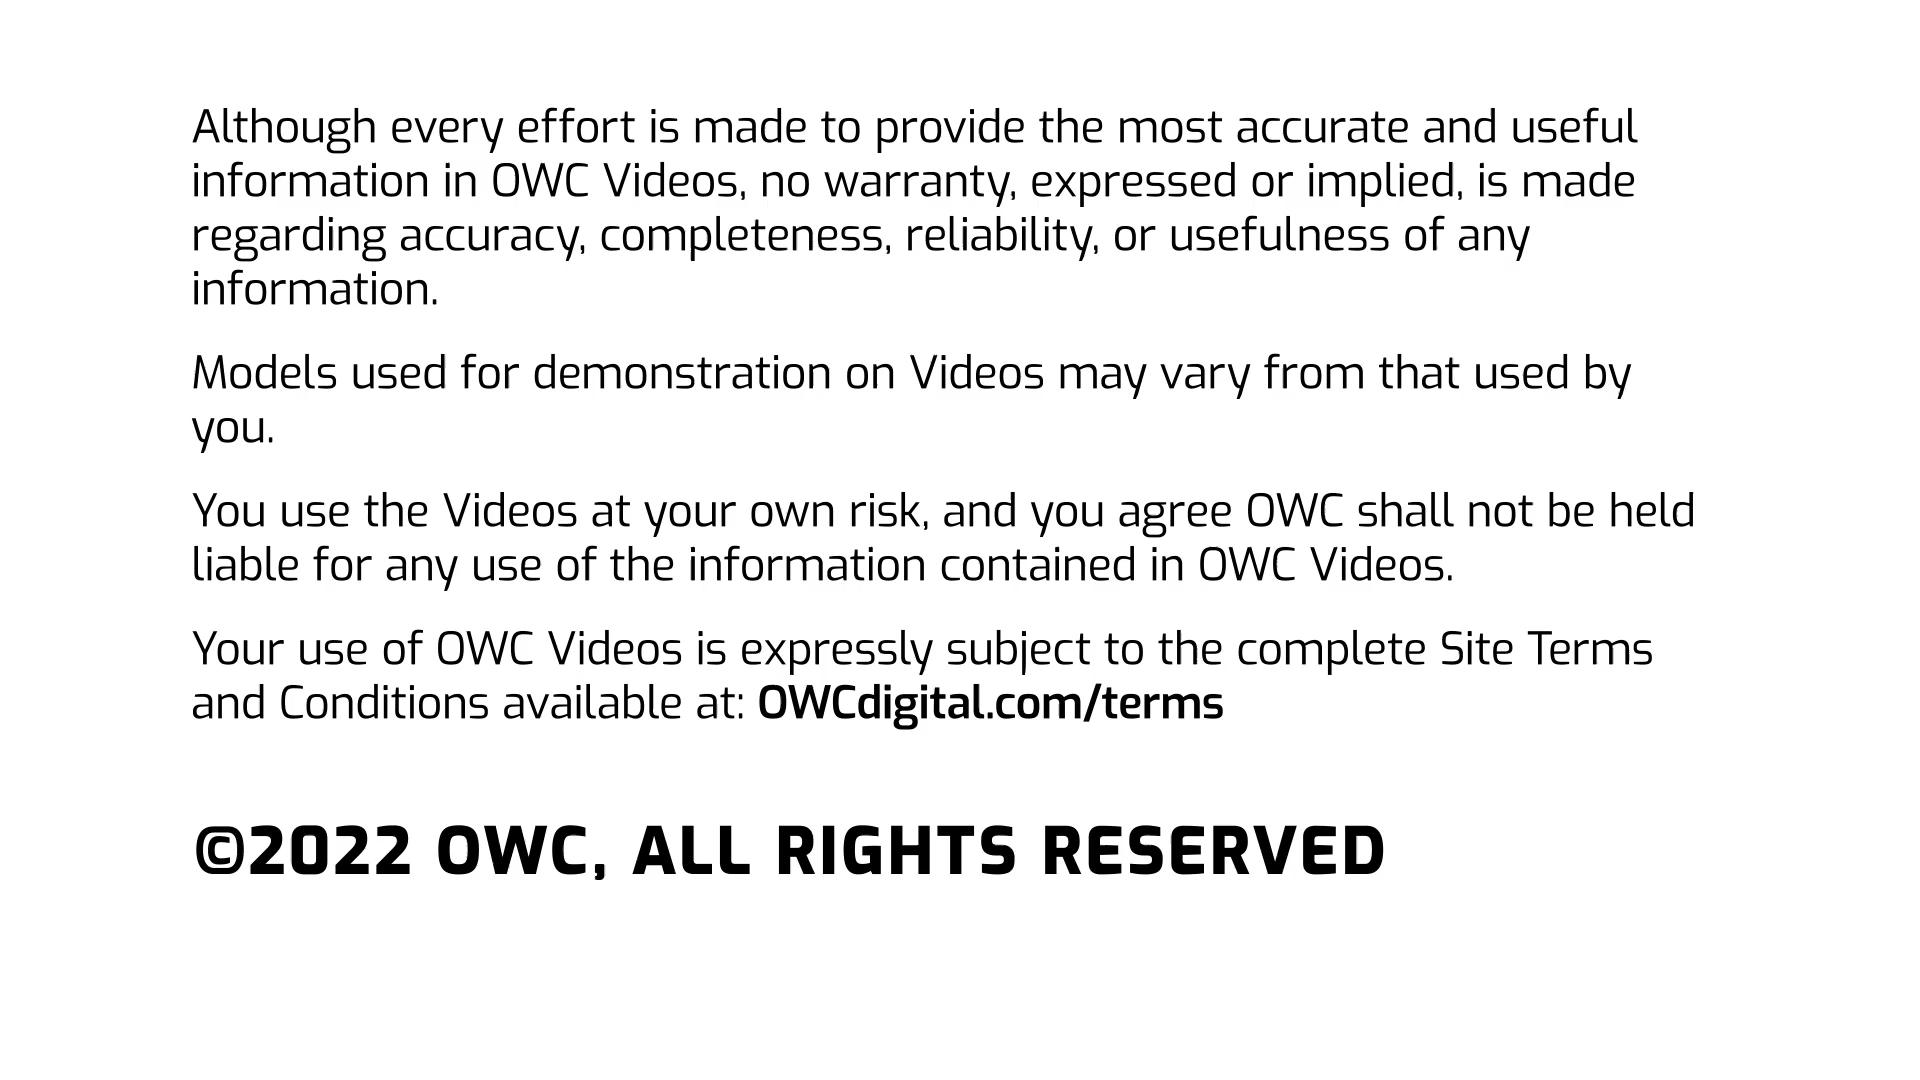 Although every effort is made to provide the most accurate and useful
information in OWC Videos, no warranty, expressed or implied, is made
regarding accuracy, completeness, reliability, or usefulness of any
information.
Models used for demonstration on Videos may vary from that used by
you.
You use the Videos at your own risk, and you agree OWC shall not be held
liable for any use of the information contained in OWC Videos.
Your use of OWC Videos is expressly subject to the complete Site Terms
and Conditions available at: OWCdigital.com/terms
©2022 OWC, ALL RIGHTS RESERVED